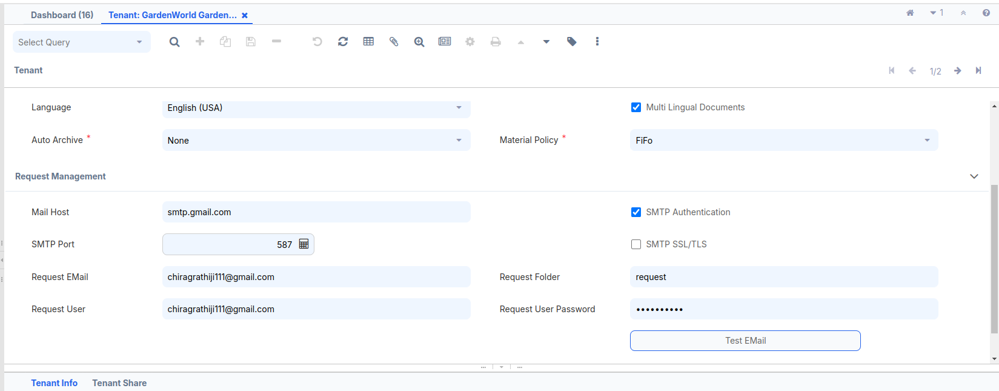 Dashboard (16) Tenant: GardenWorld Garden...
1
Select Query
Tenant
1/2
Language English (USA) Multi Lingual Documents
Auto Archive * None Material Policy * FiFo
Request Management
Mail Host smtp.gmail.com SMTP Authentication
SMTP Port 587 SMTP SSL/TLS
Request EMail chiragrathiji111@gmail.com Request Folder request
Request User chiragrathiji111@gmail.com Request User Password ••••••••••
Test EMail
Tenant Info Tenant Share